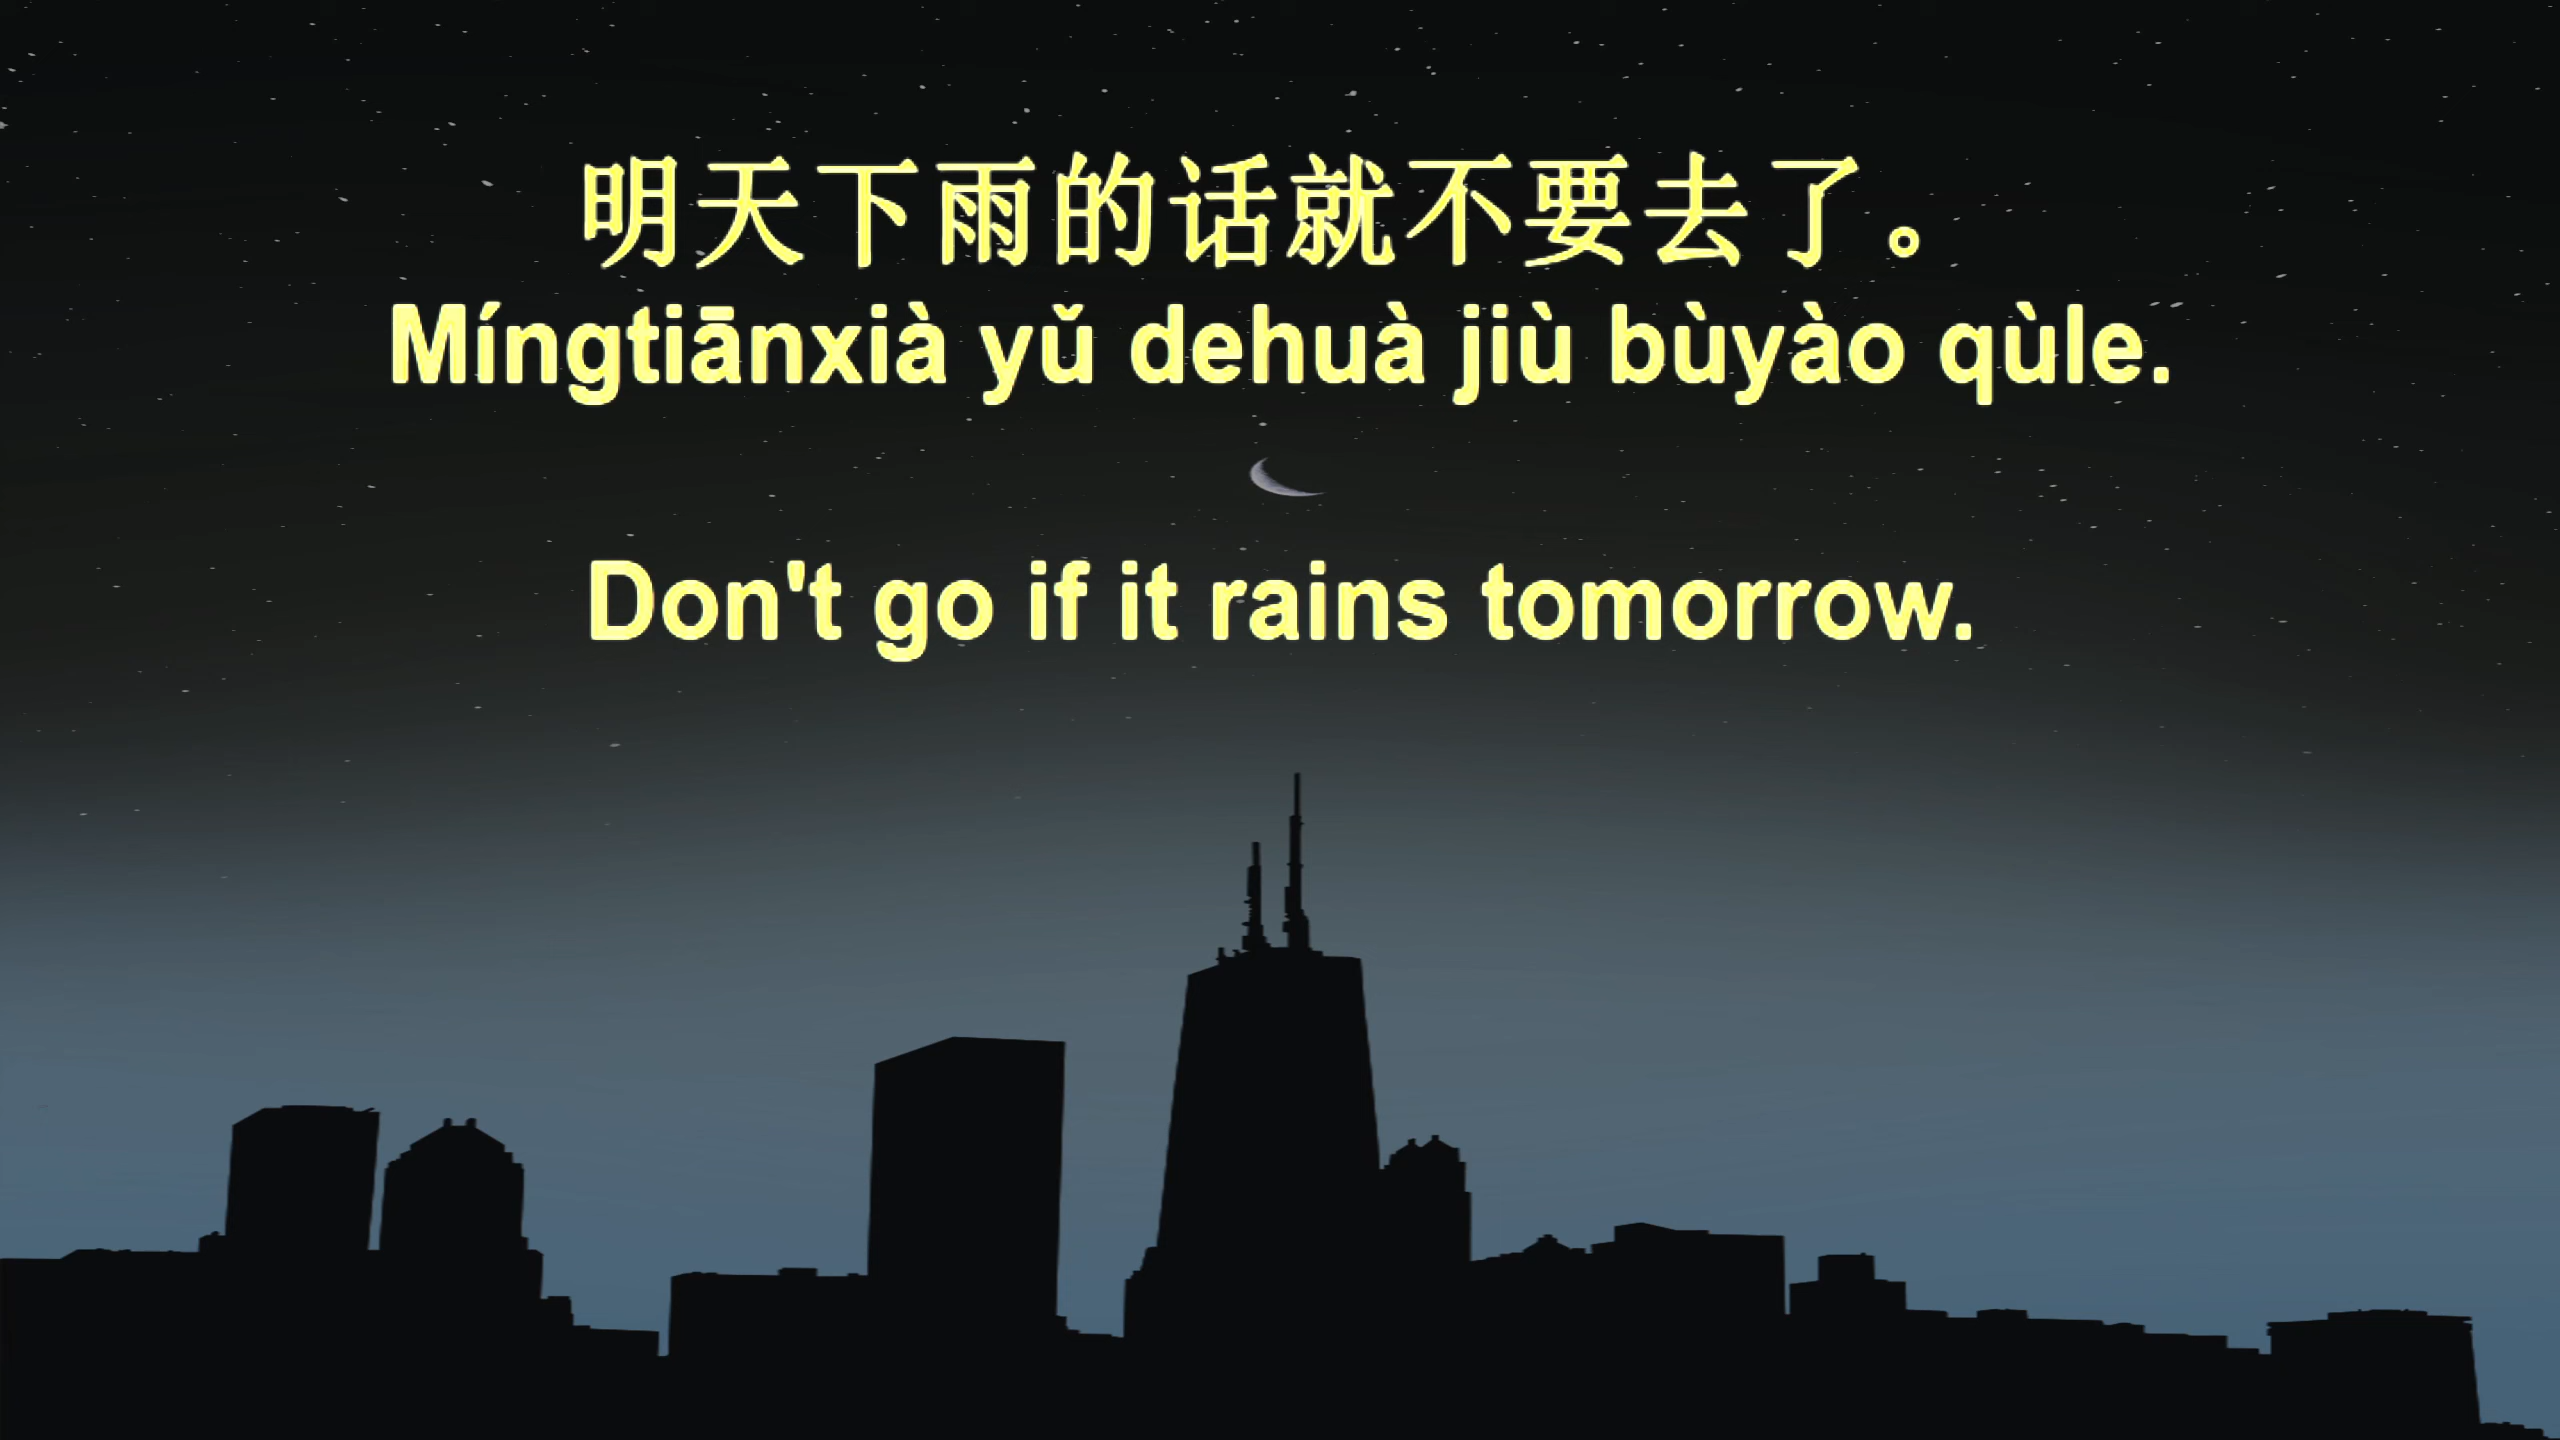 明天下雨的话就不要去了。
Míngtiānxià yǔ dehuà jiù bùyào qùle.
Don't go if it rains tomorrow.